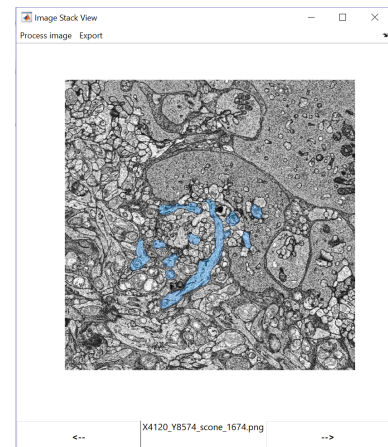 Image Stack View
Process image Export
X4120_Y8574_scone_1674.png
<-- -->